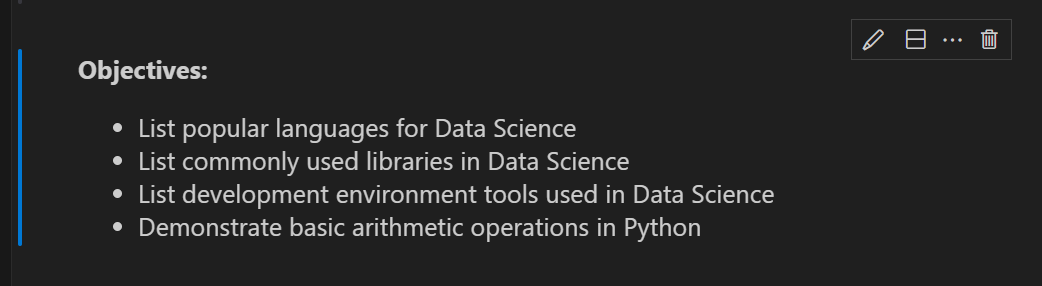 Objectives:
• List popular languages for Data Science
• List commonly used libraries in Data Science
• List development environment tools used in Data Science
• Demonstrate basic arithmetic operations in Python